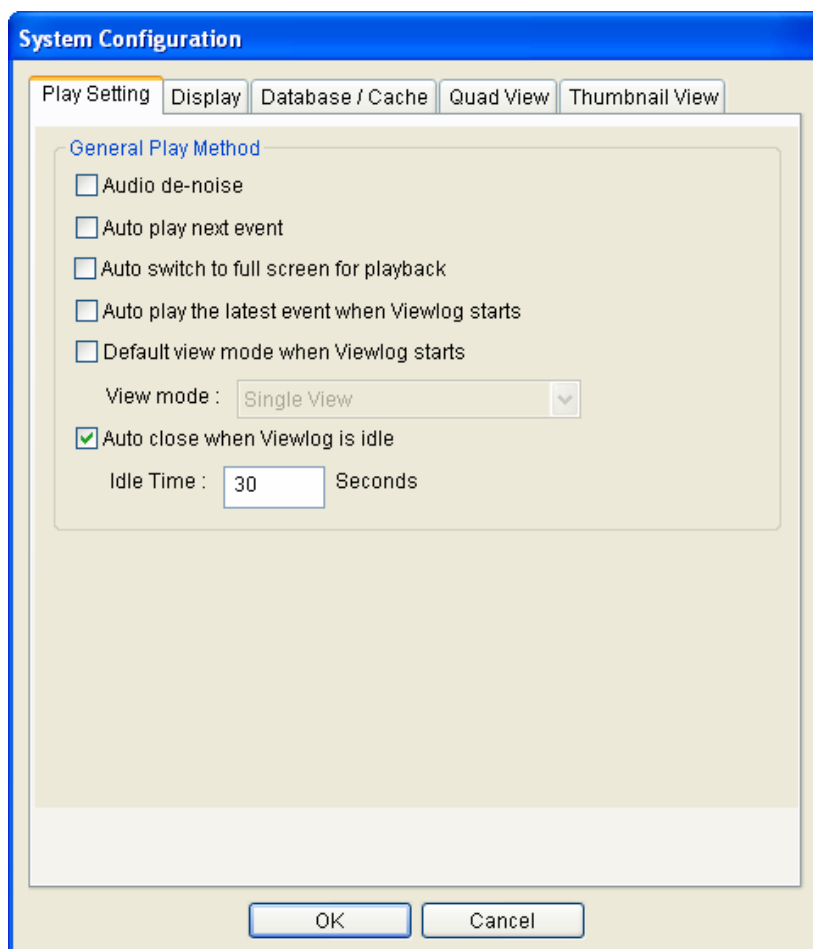 System Configuration
Play Setting Display Database / Cache Quad View Thumbnail View
General Play Method
Audio de-noise
Auto play next event
Auto switch to full screen for playback
Auto play the latest event when Viewlog starts
Default view mode when Viewlog starts
View mode : Single View
Auto close when Viewlog is idle
Idle Time : 30 Seconds
OK Cancel